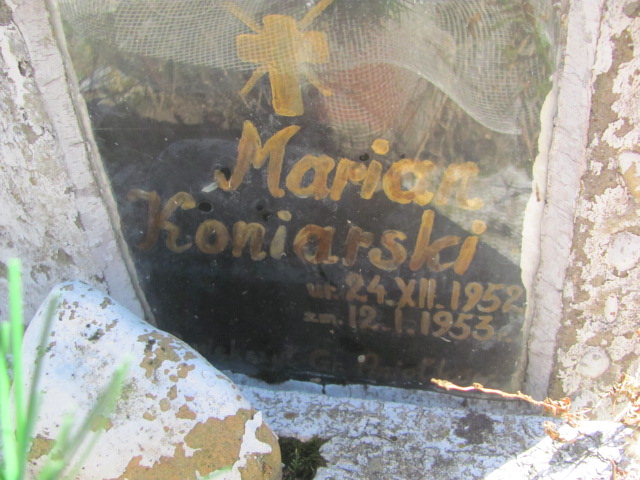 Marian
Koniarski
ur. 24.XII.1952
zm. 12.I.1953